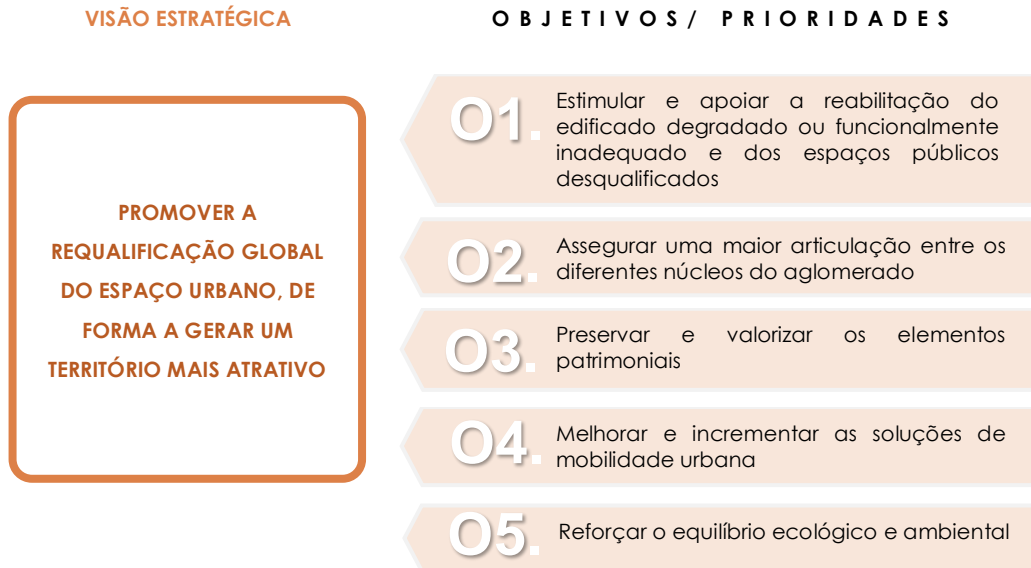 VISÃO ESTRATÉGICA
OBJETIVOS/ PRIORIDADES
PROMOVER A
REQUALIFICAÇÃO GLOBAL
DO ESPAÇO URBANO, DE
FORMA A GERAR UM
TERRITÓRIO MAIS ATRATIVO
O1.
Estimular e apoiar a reabilitação do
edificado degradado ou funcionalmente
inadequado e dos espaços públicos
desqualificados
O2.
Assegurar uma maior articulação entre os
diferentes núcleos do aglomerado
O3.
Preservar e valorizar os elementos
patrimoniais
O4.
Melhorar e incrementar as soluções de
mobilidade urbana
O5.
Reforçar o equilíbrio ecológico e ambiental